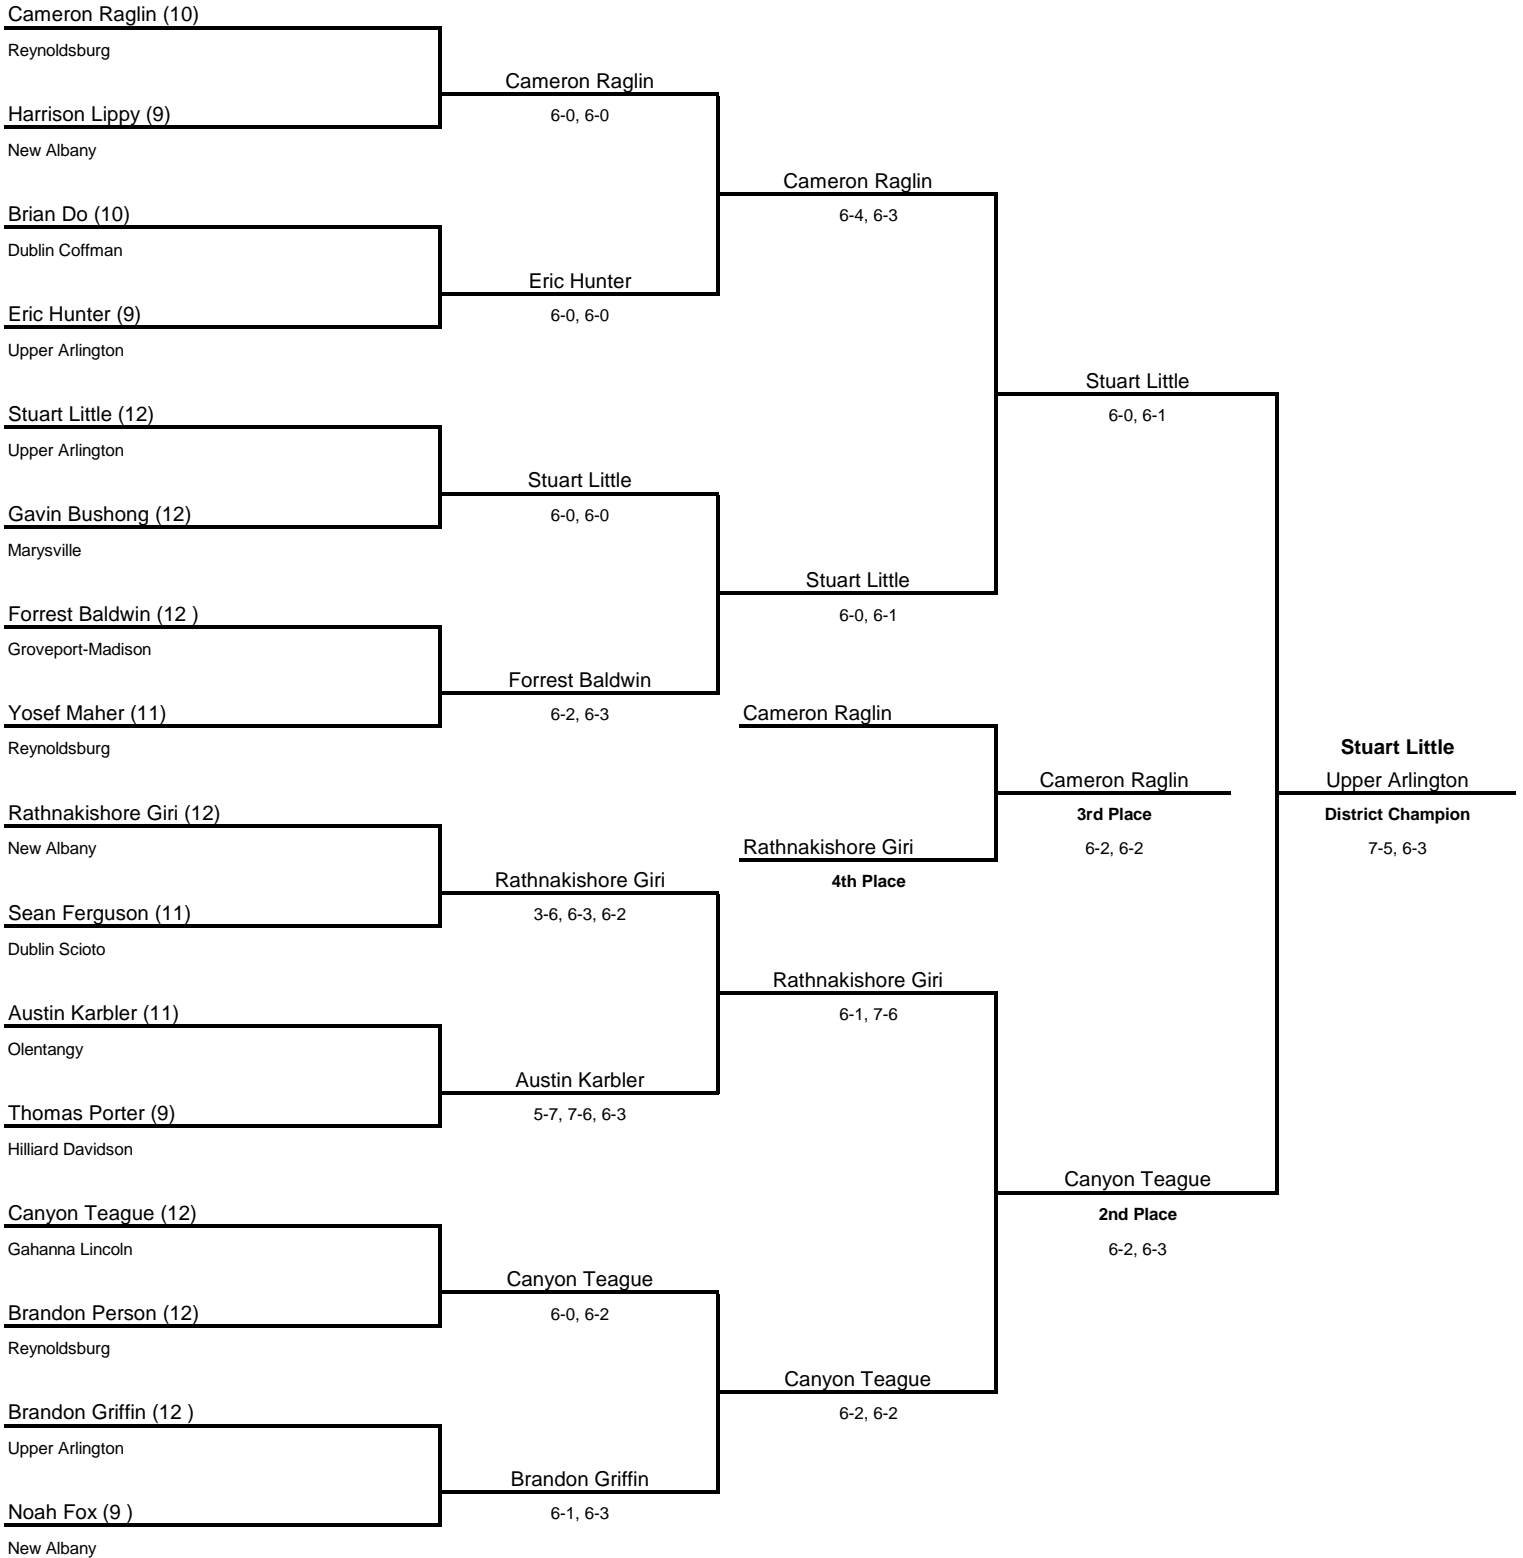 Cameron Raglin (10)
Reynoldsburg
Cameron Raglin
Harrison Lippy (9)
6-0, 6-0
New Albany
Cameron Raglin
Brian Do (10)
6-4, 6-3
Dublin Coffman
Eric Hunter
Eric Hunter (9)
6-0, 6-0
Upper Arlington
Stuart Little
Stuart Little (12)
6-0, 6-1
Upper Arlington
Stuart Little
Gavin Bushong (12)
6-0, 6-0
Marysville
Stuart Little
Forrest Baldwin (12 )
6-0, 6-1
Groveport-Madison
Forrest Baldwin
Yosef Maher (11)
6-2, 6-3
Cameron Raglin
Reynoldsburg
Stuart Little
Cameron Raglin
Upper Arlington
Rathnakishore Giri (12)
3rd Place
District Champion
New Albany
Rathnakishore Giri
6-2, 6-2
7-5, 6-3
Rathnakishore Giri
4th Place
Sean Ferguson (11)
3-6, 6-3, 6-2
Dublin Scioto
Rathnakishore Giri
Austin Karbler (11)
6-1, 7-6
Olentangy
Austin Karbler
Thomas Porter (9)
5-7, 7-6, 6-3
Hilliard Davidson
Canyon Teague
Canyon Teague (12)
2nd Place
Gahanna Lincoln
6-2, 6-3
Canyon Teague
Brandon Person (12)
6-0, 6-2
Reynoldsburg
Canyon Teague
Brandon Griffin (12 )
6-2, 6-2
Upper Arlington
Brandon Griffin
Noah Fox (9 )
6-1, 6-3
New Albany